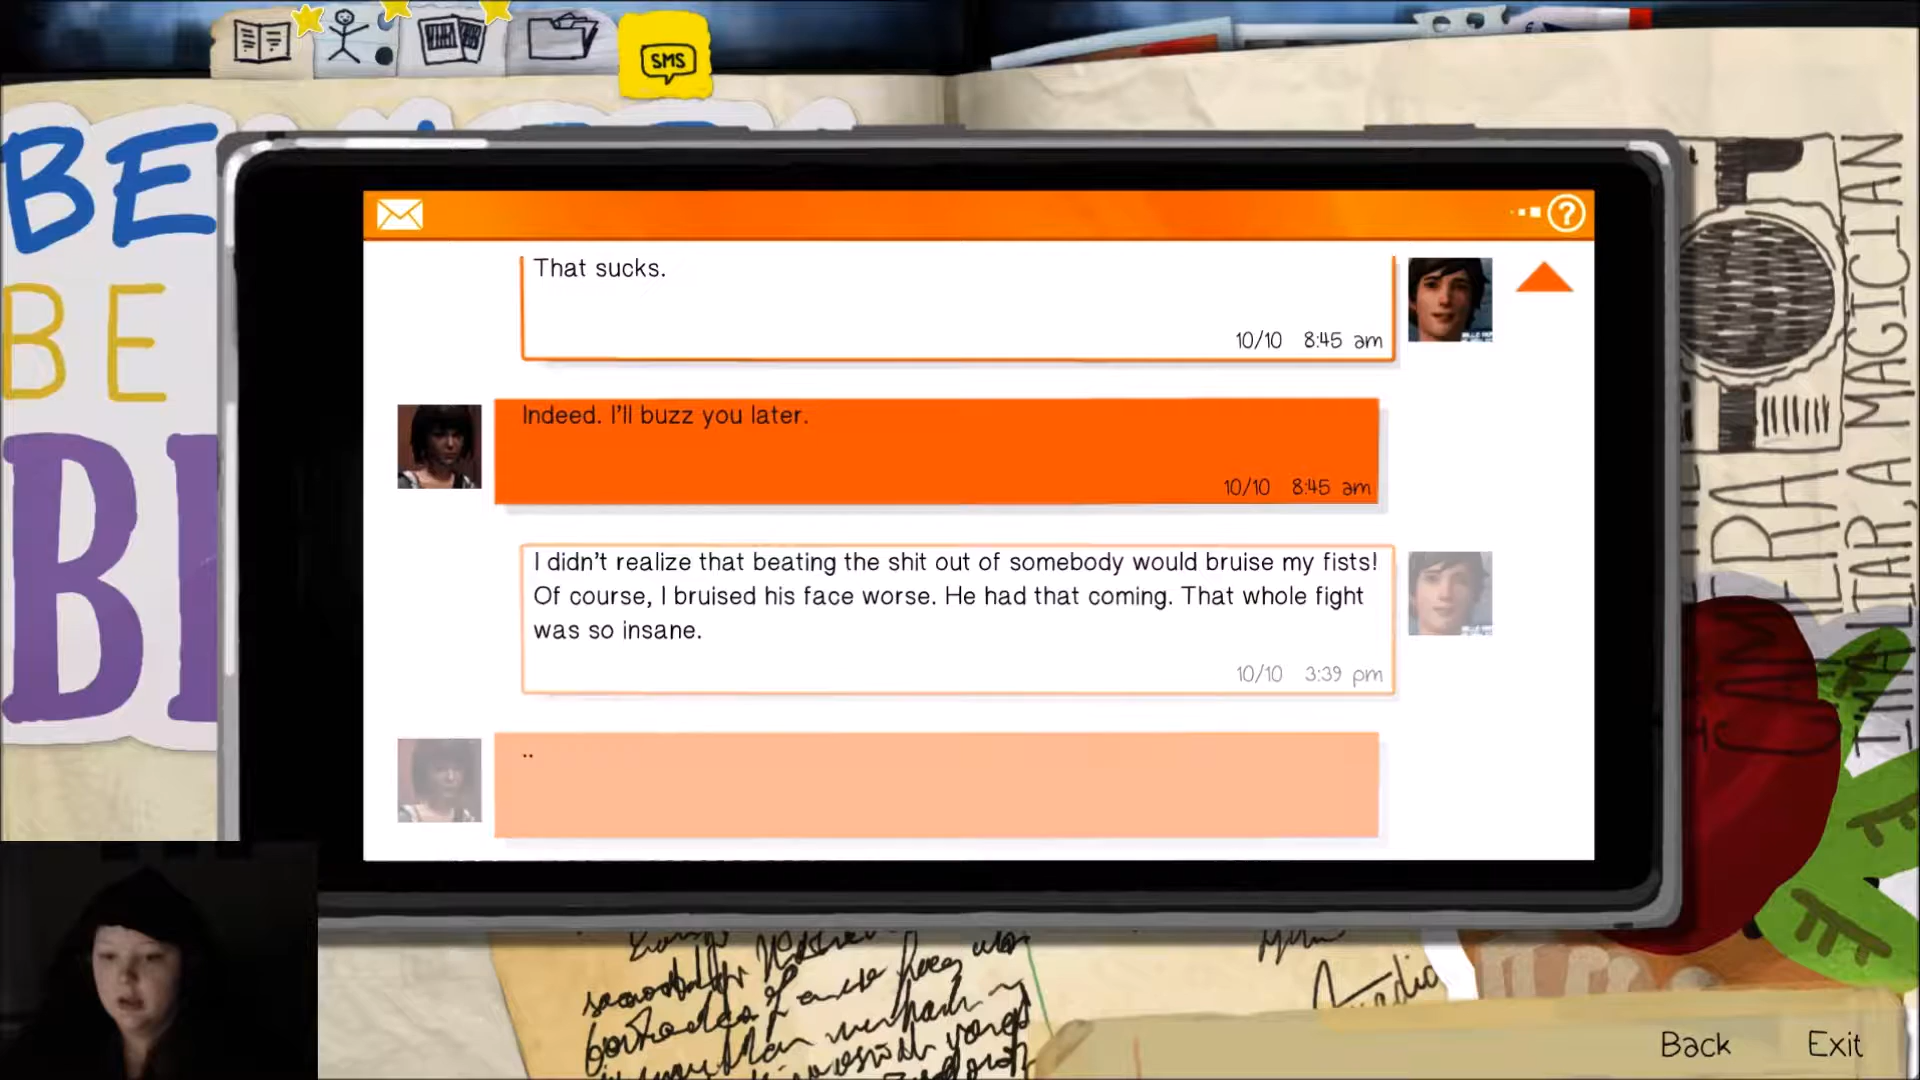 SMS
BE
BE
That sucks.
10/10 8:45 am
Indeed. I'll buzz you later.
10/10 8:45 am
I didn't realize that beating the shit out of somebody would bruise my fists!
Of course, I bruised his face worse. He had that coming. That whole fight
was so insane.
10/10 3:39 pm
..
CAMERA
LIAR, A MAGICIAN
Back Exit